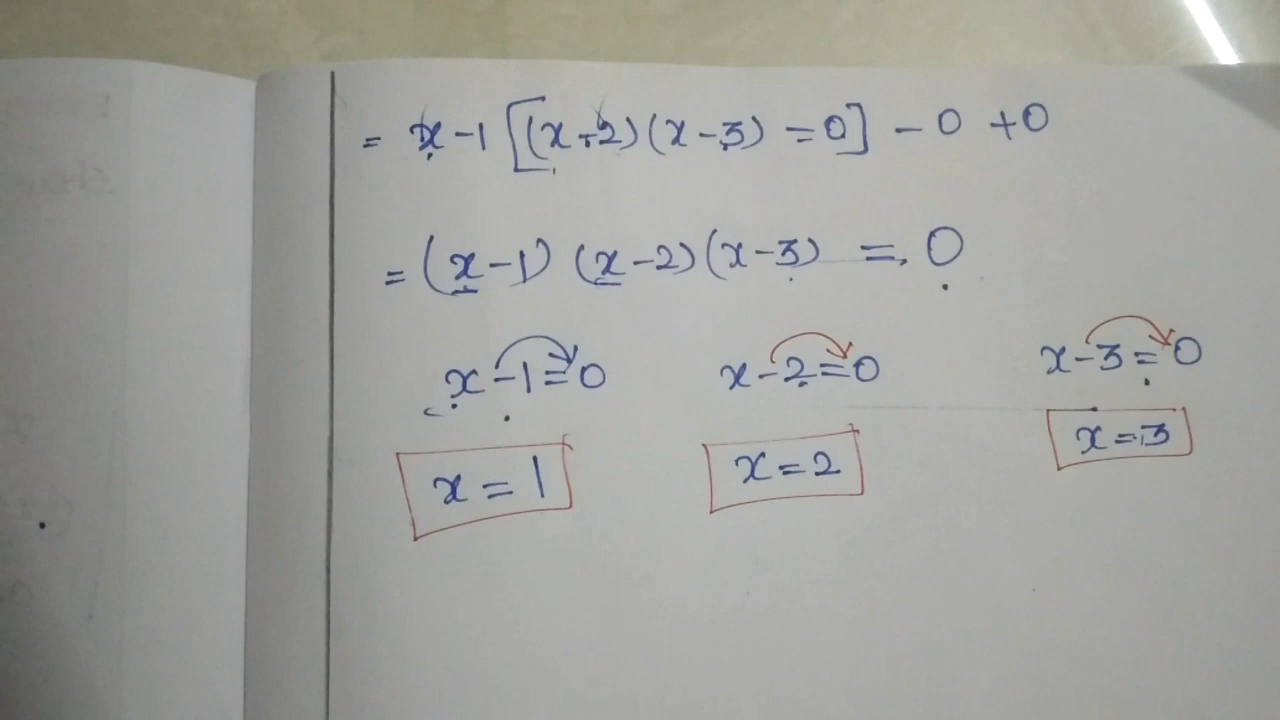 = x - 1 [(x-2)(x-3) = 0] - 0 + 0
= (x-1) (x-2)(x-3) = 0
x - 1 = 0 x - 2 = 0 x - 3 = 0
x = 1 x = 2 x = 3